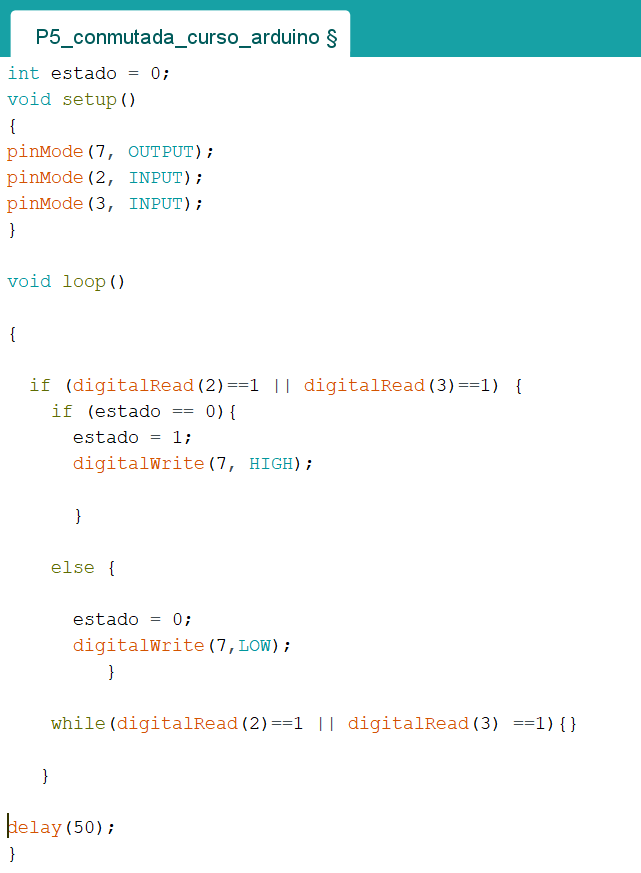 P5_conmutada_curso_arduino §
int estado = 0;
void setup()
{
pinMode(7, OUTPUT);
pinMode(2, INPUT);
pinMode(3, INPUT);
}
void loop()
{
if (digitalRead(2)==1 || digitalRead(3)==1) {
if (estado == 0){
estado = 1;
digitalWrite(7, HIGH);
}
else {
estado = 0;
digitalWrite(7,LOW);
}
while(digitalRead(2)==1 || digitalRead(3) ==1){}
}
delay(50);
}